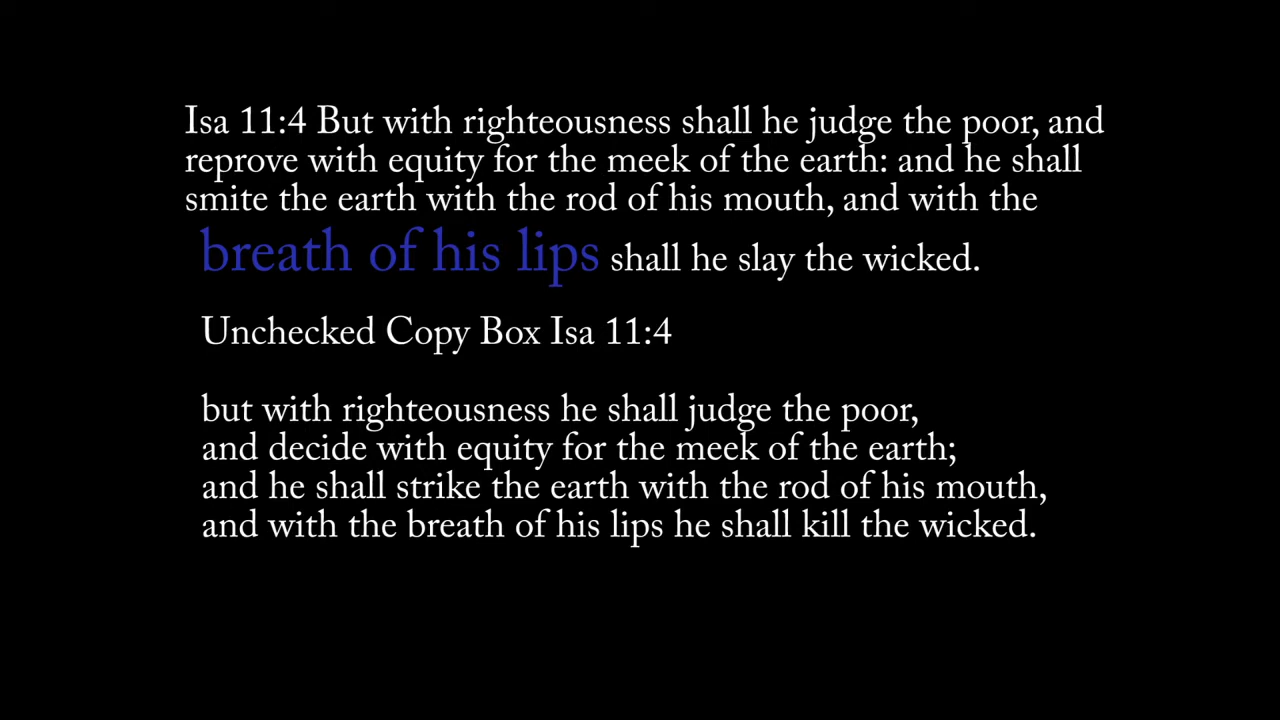 Isa 11:4 But with righteousness shall he judge the poor, and
reprove with equity for the meek of the earth: and he shall
smite the earth with the rod of his mouth, and with the
breath of his lips shall he slay the wicked.
Unchecked Copy Box Isa 11:4
but with righteousness he shall judge the poor,
and decide with equity for the meek of the earth;
and he shall strike the earth with the rod of his mouth,
and with the breath of his lips he shall kill the wicked.